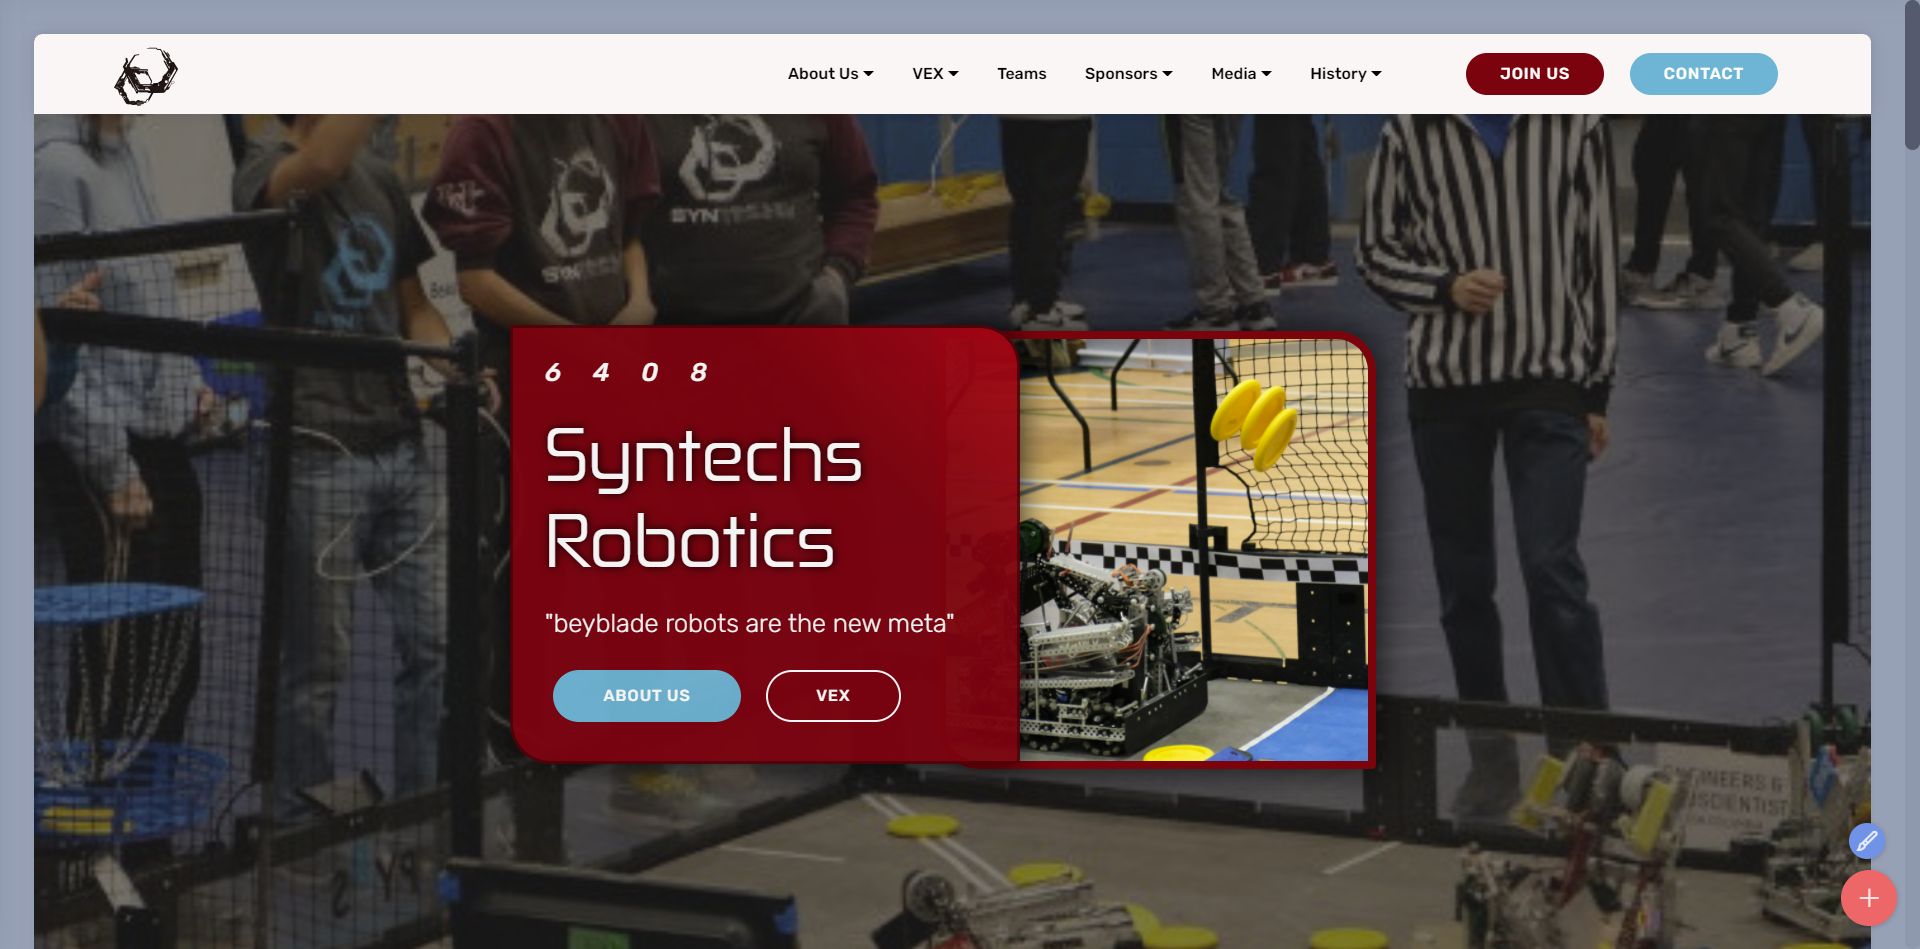 About Us
VEX
Teams
Sponsors
Media
History
JOIN US
CONTACT
6 4 0 8
Syntechs
Robotics
"beyblade robots are the new meta"
ABOUT US
VEX